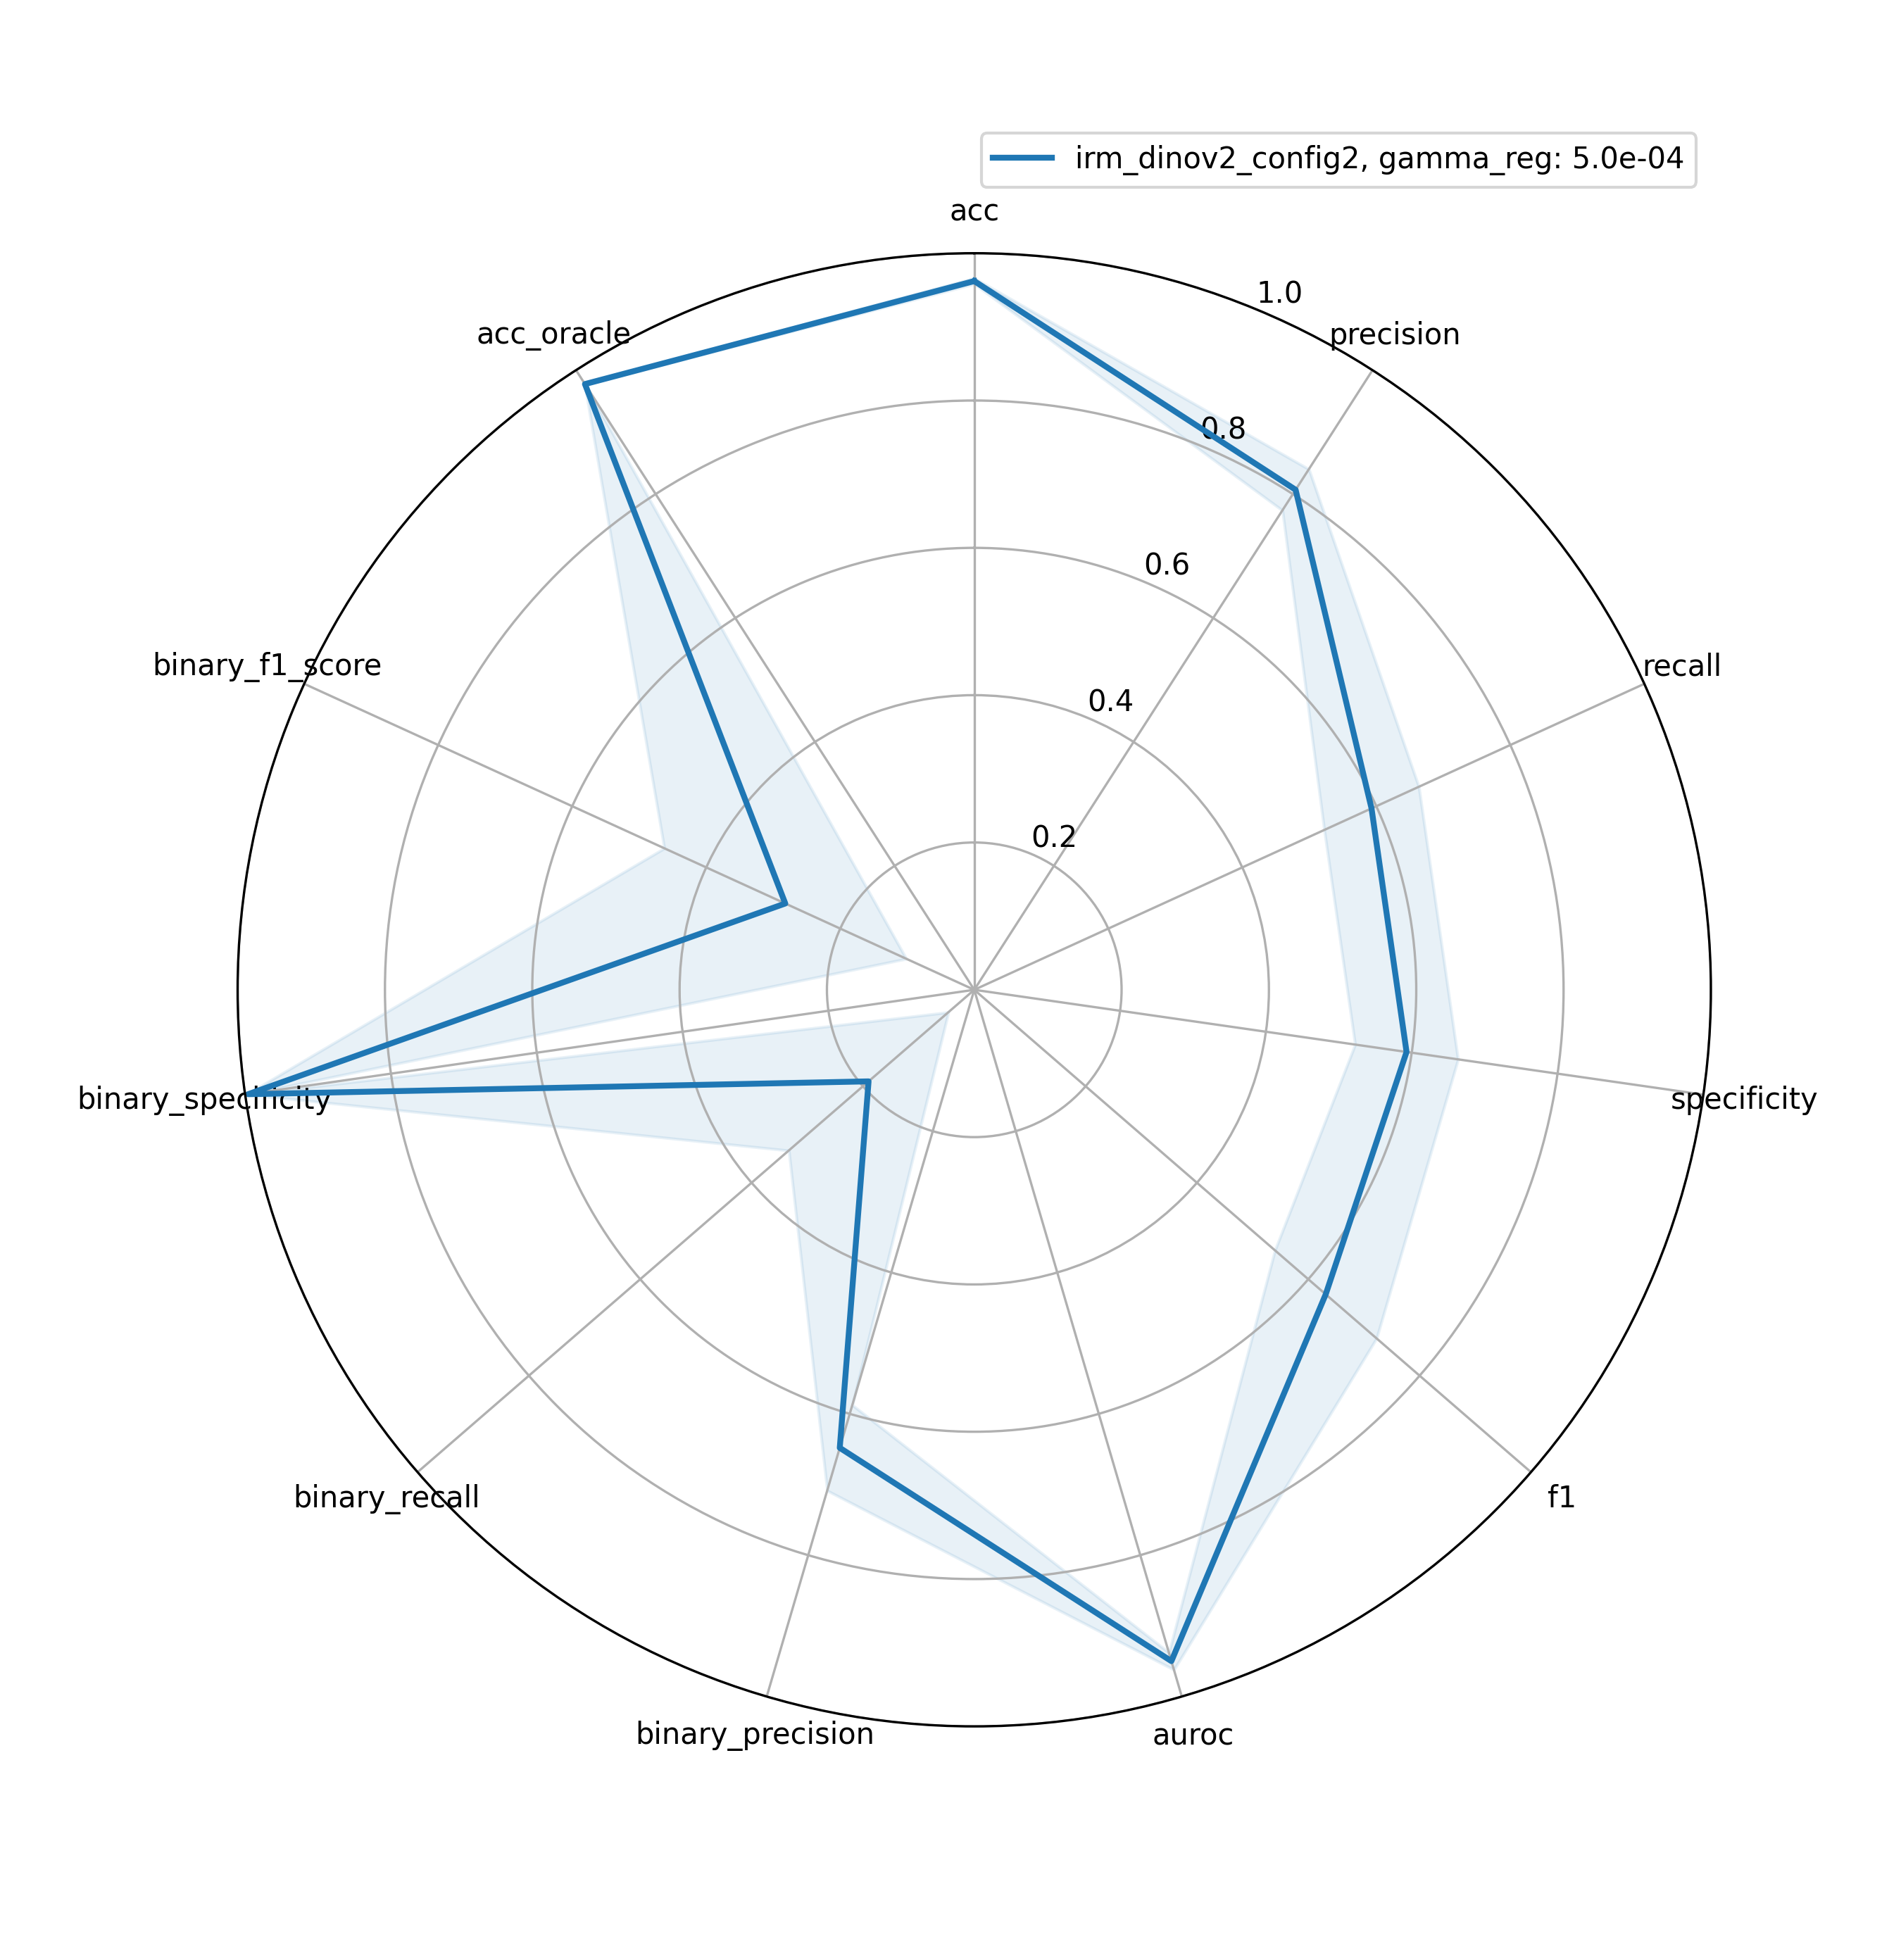 irm_dinov2_config2, gamma_reg: 5.0e-04
acc
1.0
acc_oracle
precision
0.8
0.6
binary_f1_score
recall
0.4
0.2
binary_specificity
specificity
binary_recall
f1
binary_precision
auroc